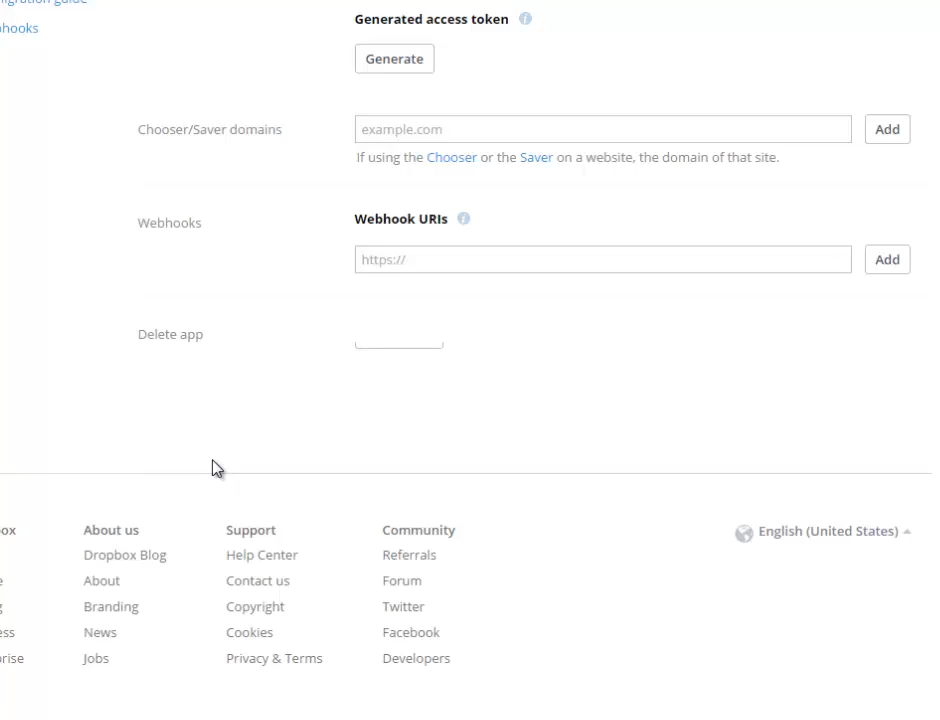 igration guide
hooks
Generated access token
Generate
Chooser/Saver domains
example.com
Add
If using the Chooser or the Saver on a website, the domain of that site.
Webhooks
Webhook URIs
https://
Add
Delete app
ox
About us
Support
Community
English (United States)
Dropbox Blog
Help Center
Referrals
e
About
Contact us
Forum
g
Branding
Copyright
Twitter
ess
News
Cookies
Facebook
rise
Jobs
Privacy & Terms
Developers